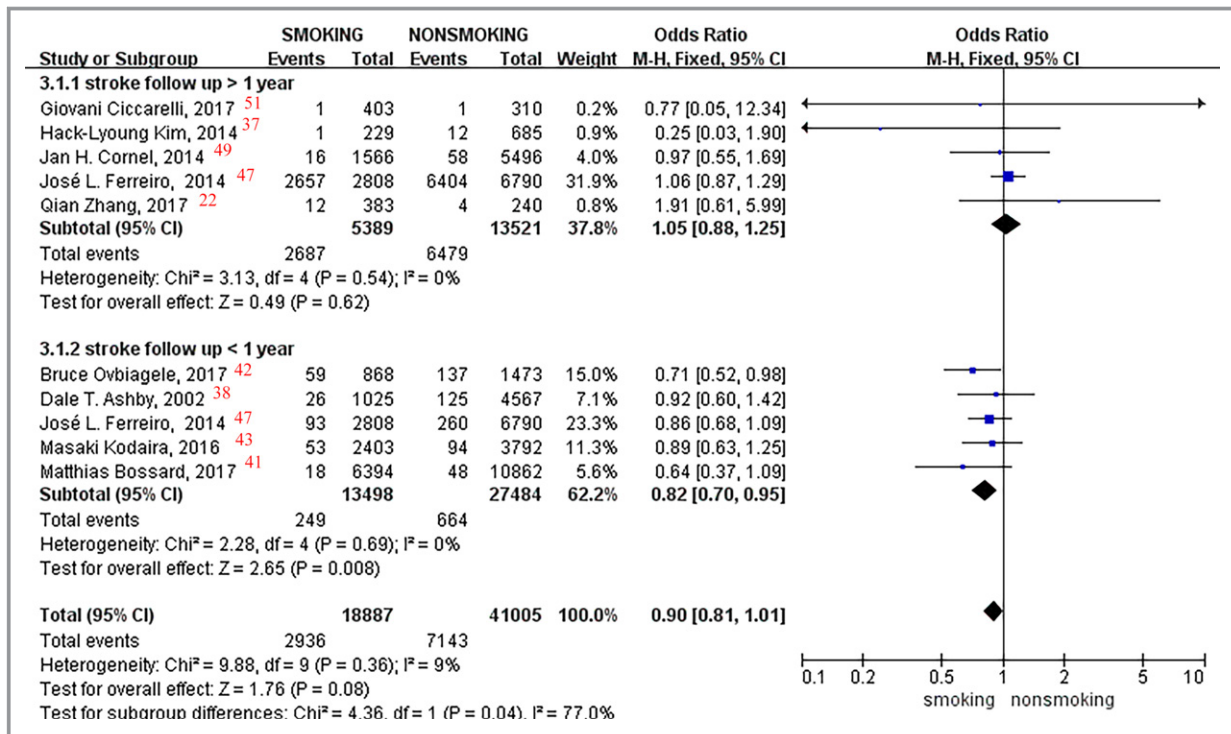 SMOKING NONSMOKING Odds Ratio Odds Ratio
Study or Subgroup Events Total Events Total Weight M-H, Fixed, 95% CI M-H, Fixed, 95% CI
3.1.1 stroke follow up > 1 year
Giovani Ciccarelli, 2017 51 1 403 1 310 0.2% 0.77 [0.05, 12.34]
Hack-Lyoung Kim, 2014 37 1 229 12 685 0.9% 0.25 [0.03, 1.90]
Jan H. Cornel, 2014 49 16 1566 58 5496 4.0% 0.97 [0.55, 1.69]
José L. Ferreiro, 2014 47 2657 2808 6404 6790 31.9% 1.06 [0.87, 1.29]
Qian Zhang, 2017 22 12 383 4 240 0.8% 1.91 [0.61, 5.99]
Subtotal (95% CI) 5389 13521 37.8% 1.05 [0.88, 1.25]
Total events 2687 6479
Heterogeneity: Chi² = 3.13, df = 4 (P = 0.54); I² = 0%
Test for overall effect: Z = 0.49 (P = 0.62)
3.1.2 stroke follow up < 1 year
Bruce Ovbiagele, 2017 42 59 868 137 1473 15.0% 0.71 [0.52, 0.98]
Dale T. Ashby, 2002 38 26 1025 125 4567 7.1% 0.92 [0.60, 1.42]
José L. Ferreiro, 2014 47 93 2808 260 6790 23.3% 0.86 [0.68, 1.09]
Masaki Kodaira, 2016 43 53 2403 94 3792 11.3% 0.89 [0.63, 1.25]
Matthias Bossard, 2017 41 18 6394 48 10862 5.6% 0.64 [0.37, 1.09]
Subtotal (95% CI) 13498 27484 62.2% 0.82 [0.70, 0.95]
Total events 249 664
Heterogeneity: Chi² = 2.28, df = 4 (P = 0.69); I² = 0%
Test for overall effect: Z = 2.65 (P = 0.008)
Total (95% CI) 18887 41005 100.0% 0.90 [0.81, 1.01]
Total events 2936 7143
Heterogeneity: Chi² = 9.88, df = 9 (P = 0.36); I² = 9%
Test for overall effect: Z = 1.76 (P = 0.08)
Test for subgroup differences: Chi² = 4.36, df = 1 (P = 0.04), I² = 77.0%
0.1 0.2 0.5 1 2 5 10
smoking nonsmoking